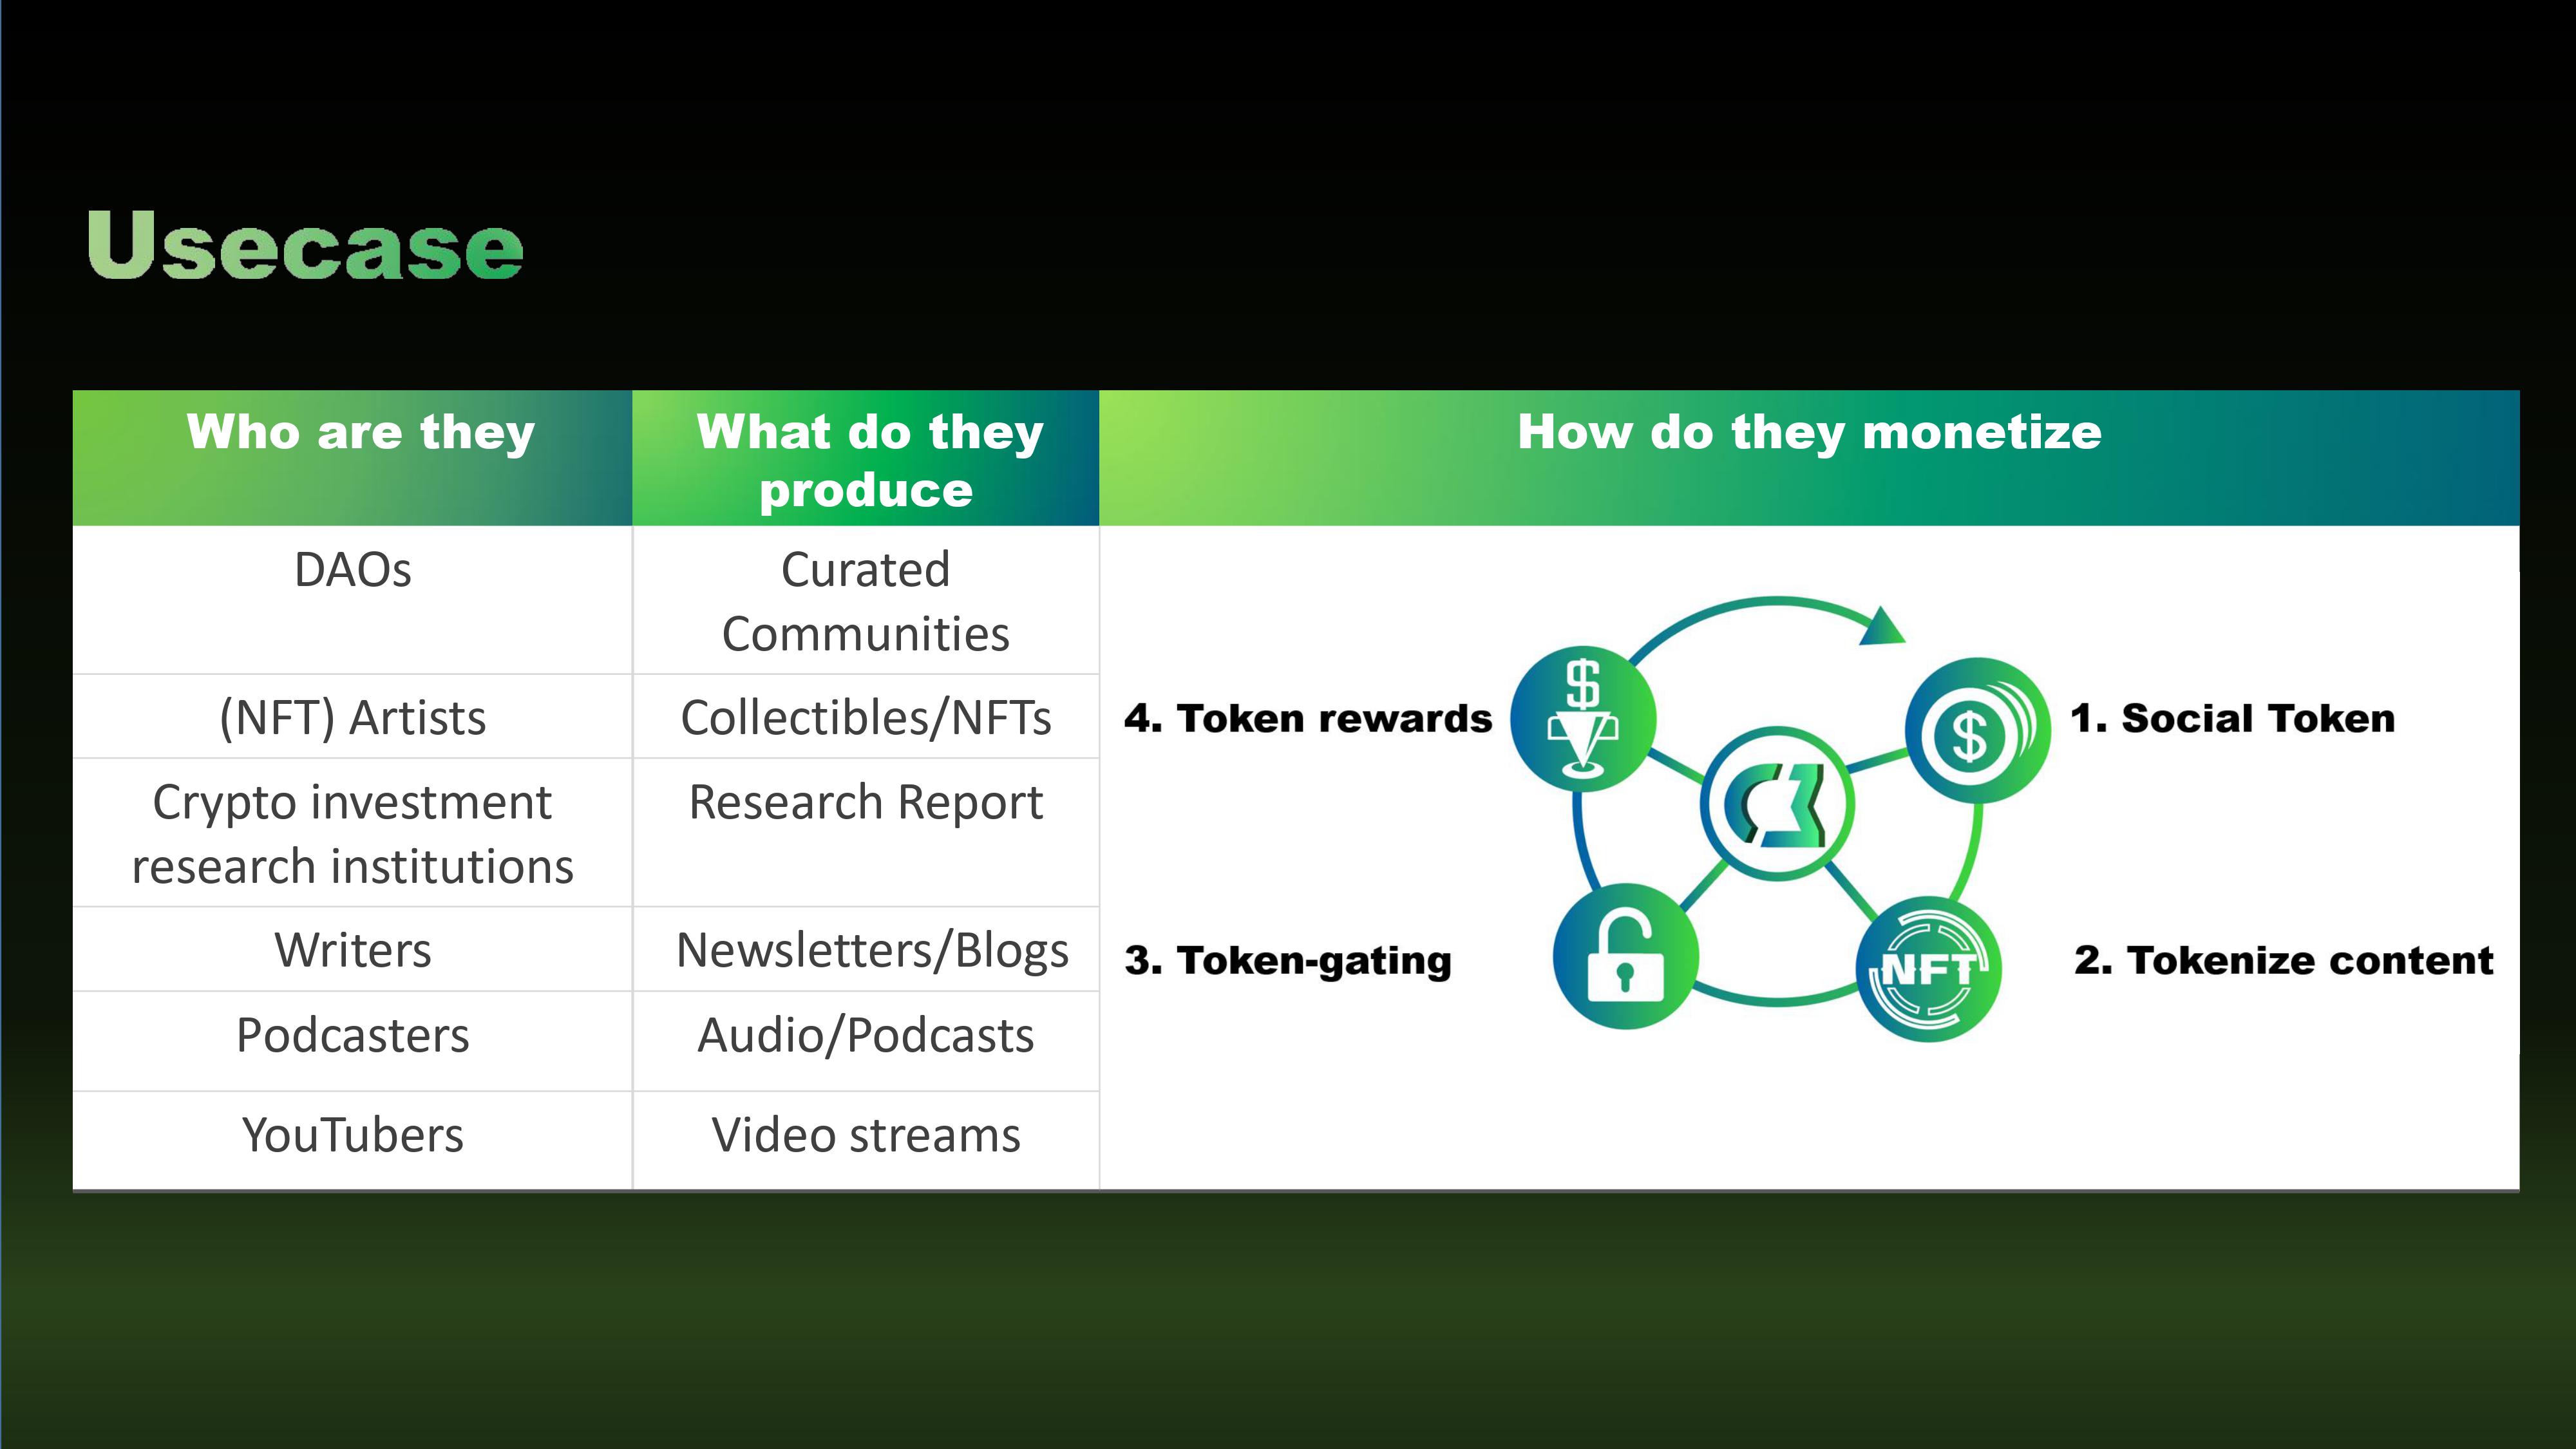 Usecase
Who are they
What do they
produce
How do they monetize
DAOs
Curated
Communities
(NFT) Artists
Collectibles/NFTs
Crypto investment
research institutions
Research Report
Writers
Newsletters/Blogs
Podcasters
Audio/Podcasts
YouTubers
Video streams
4. Token rewards
$
$
1. Social Token
C3
3. Token-gating
NFT
2. Tokenize content